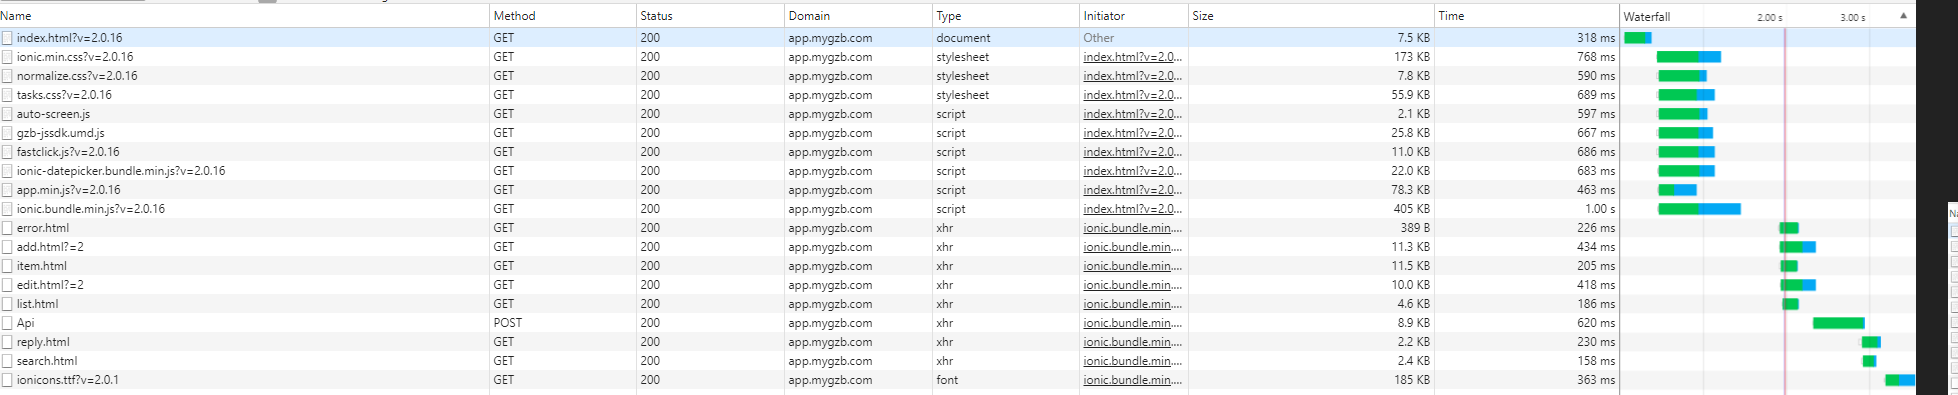 Name Method Status Domain Type Initiator Size Time Waterfall 2.00 s 3.00 s ▲
index.html?v=2.0.16 GET 200 app.mygzb.com document Other 7.5 KB 318 ms
ionic.min.css?v=2.0.16 GET 200 app.mygzb.com stylesheet index.html?v=2.0... 173 KB 768 ms
normalize.css?v=2.0.16 GET 200 app.mygzb.com stylesheet index.html?v=2.0... 7.8 KB 590 ms
tasks.css?v=2.0.16 GET 200 app.mygzb.com stylesheet index.html?v=2.0... 55.9 KB 689 ms
auto-screen.js GET 200 app.mygzb.com script index.html?v=2.0... 2.1 KB 597 ms
gzb-jssdk.umd.js GET 200 app.mygzb.com script index.html?v=2.0... 25.8 KB 667 ms
fastclick.js?v=2.0.16 GET 200 app.mygzb.com script index.html?v=2.0... 11.0 KB 686 ms
ionic-datepicker.bundle.min.js?v=2.0.16 GET 200 app.mygzb.com script index.html?v=2.0... 22.0 KB 683 ms
app.min.js?v=2.0.16 GET 200 app.mygzb.com script index.html?v=2.0... 78.3 KB 463 ms
ionic.bundle.min.js?v=2.0.16 GET 200 app.mygzb.com script index.html?v=2.0... 405 KB 1.00 s
error.html GET 200 app.mygzb.com xhr ionic.bundle.min.... 389 B 226 ms
add.html?=2 GET 200 app.mygzb.com xhr ionic.bundle.min.... 11.3 KB 434 ms
item.html GET 200 app.mygzb.com xhr ionic.bundle.min.... 11.5 KB 205 ms
edit.html?=2 GET 200 app.mygzb.com xhr ionic.bundle.min.... 10.0 KB 418 ms
list.html GET 200 app.mygzb.com xhr ionic.bundle.min.... 4.6 KB 186 ms
Api POST 200 app.mygzb.com xhr ionic.bundle.min.... 8.9 KB 620 ms
reply.html GET 200 app.mygzb.com xhr ionic.bundle.min.... 2.2 KB 230 ms
search.html GET 200 app.mygzb.com xhr ionic.bundle.min.... 2.4 KB 158 ms
ionicons.ttf?v=2.0.1 GET 200 app.mygzb.com font ionic.bundle.min.... 185 KB 363 ms